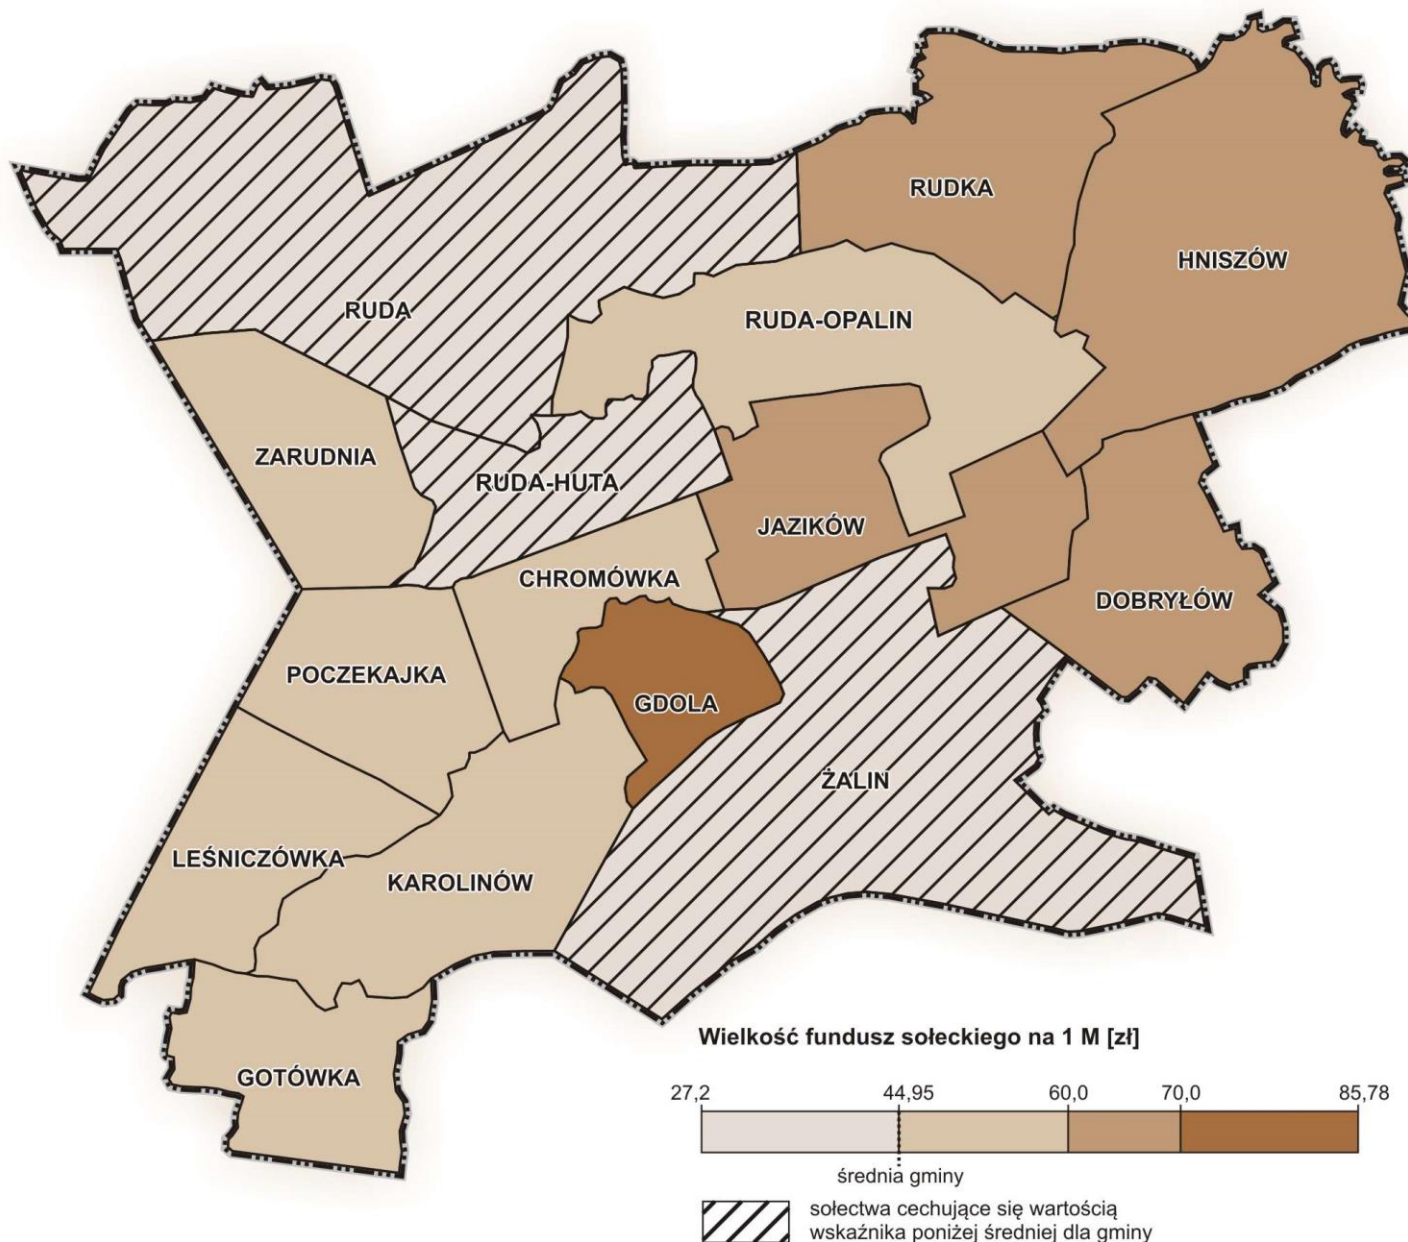 RUDKA
HNISZÓW
RUDA
RUDA-OPALIN
ZARUDNIA
RUDA-HUTA
JAZIKÓW
CHROMÓWKA
DOBRYŁÓW
POCZEKAJKA
GDOLA
ŻALIN
LEŚNICZÓWKA
KAROLINÓW
GOTÓWKA
Wielkość fundusz sołeckiego na 1 M [zł]
27,2 44,95 60,0 70,0 85,78
średnia gminy
sołectwa cechujące się wartością
wskaźnika poniżej średniej dla gminy